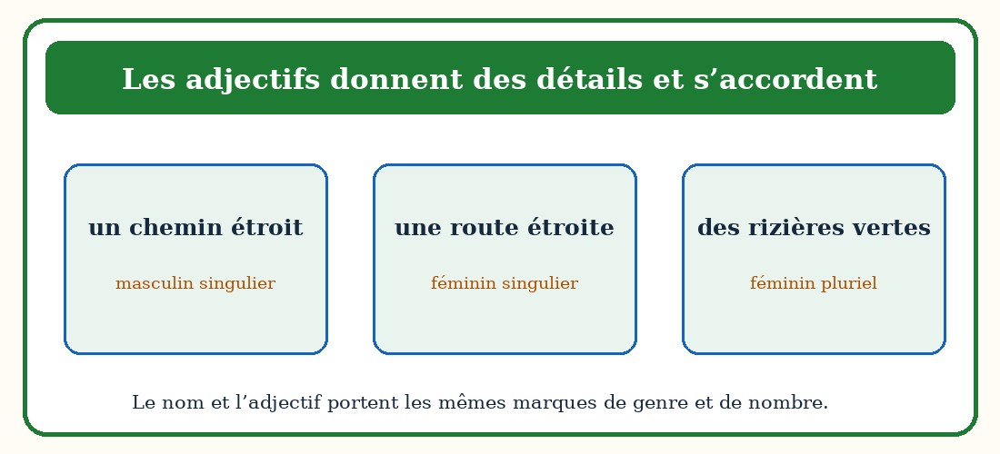 Les adjectifs donnent des détails et s’accordent
un chemin étroit
masculin singulier
une route étroite
féminin singulier
des rizières vertes
féminin pluriel
Le nom et l’adjectif portent les mêmes marques de genre et de nombre.